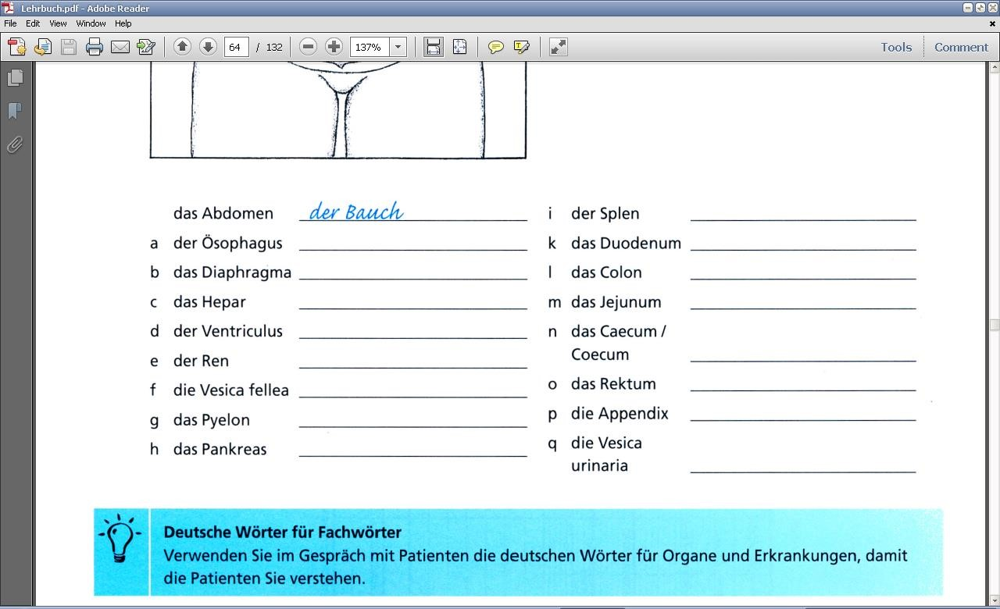 Lehrbuch.pdf - Adobe Reader
File Edit View Window Help
64 / 132 137% Tools Comment
das Abdomen der Bauch
a der Ösophagus
b das Diaphragma
c das Hepar
d der Ventriculus
e der Ren
f die Vesica fellea
g das Pyelon
h das Pankreas
i der Splen
k das Duodenum
l das Colon
m das Jejunum
n das Caecum /
Coecum
o das Rektum
p die Appendix
q die Vesica
urinaria
Deutsche Wörter für Fachwörter
Verwenden Sie im Gespräch mit Patienten die deutschen Wörter für Organe und Erkrankungen, damit
die Patienten Sie verstehen.